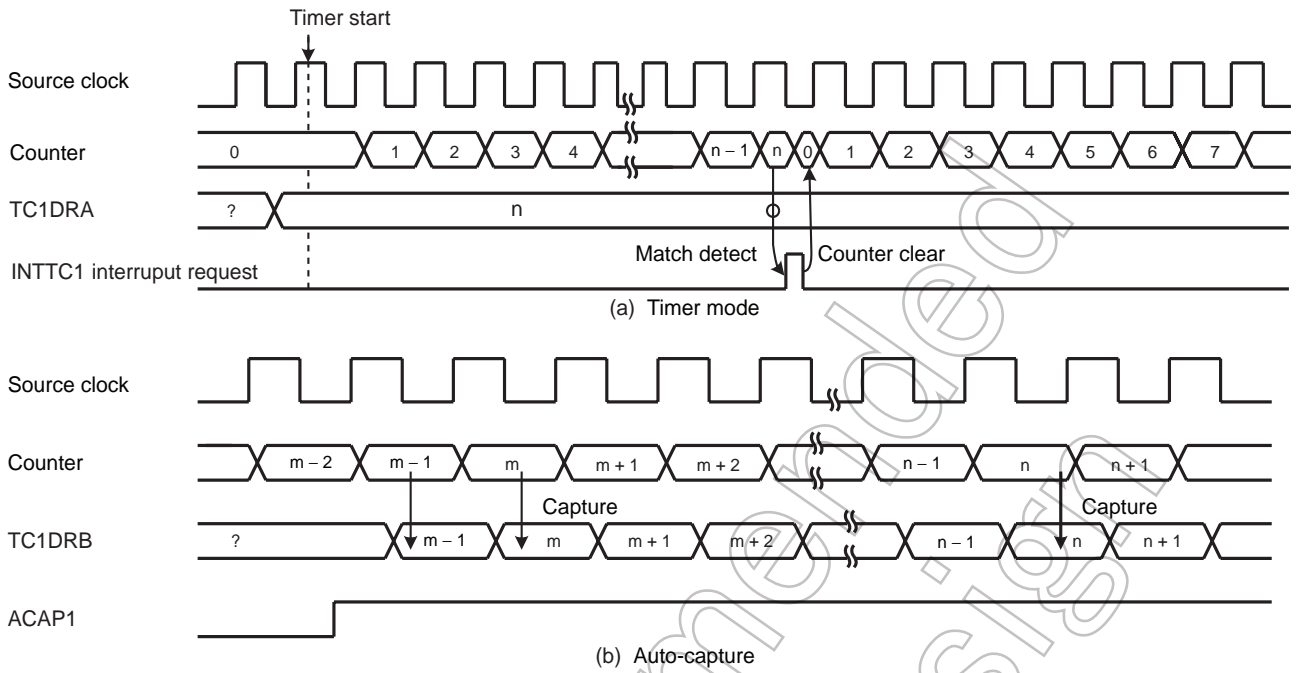 Timer start
Source clock
Counter 0 1 2 3 4 n – 1 n 0 1 2 3 4 5 6 7
TC1DRA ? n
Match detect Counter clear
INTTC1 interruput request
(a) Timer mode
Source clock
Counter m – 2 m – 1 m m + 1 m + 2 n – 1 n n + 1
Capture Capture
TC1DRB ? m – 1 m m + 1 m + 2 n – 1 n n + 1
ACAP1
(b) Auto-capture